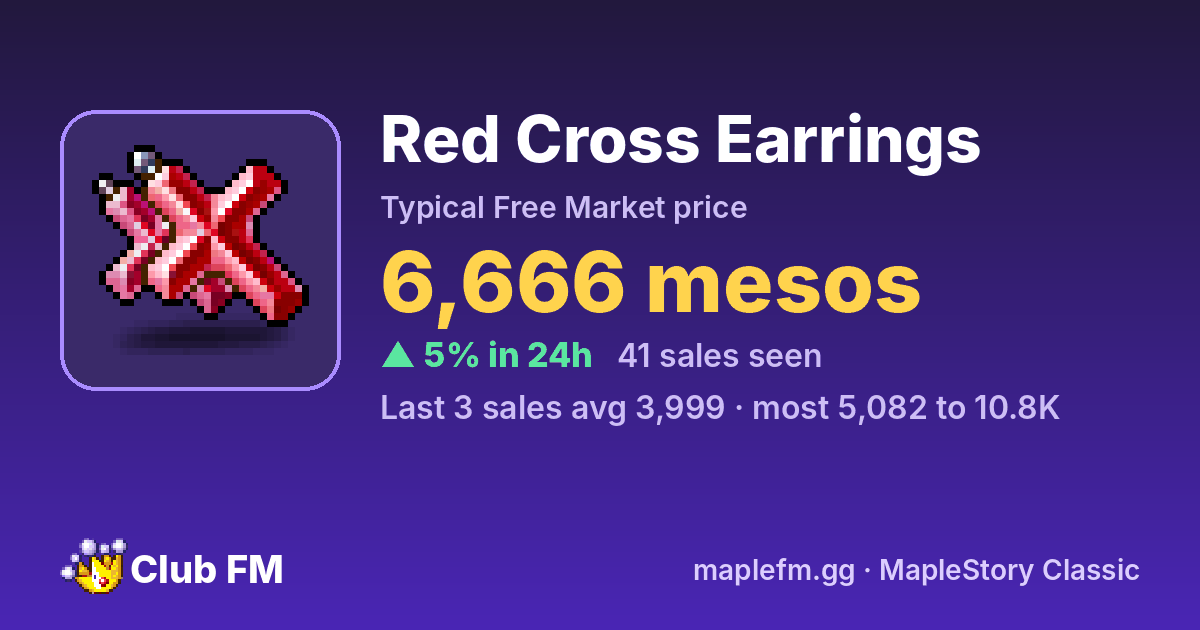 Red Cross Earrings
Typical Free Market price
6,666 mesos
▲ 5% in 24h 41 sales seen
Last 3 sales avg 3,999 · most 5,082 to 10.8K
Club FM
maplefm.gg · MapleStory Classic